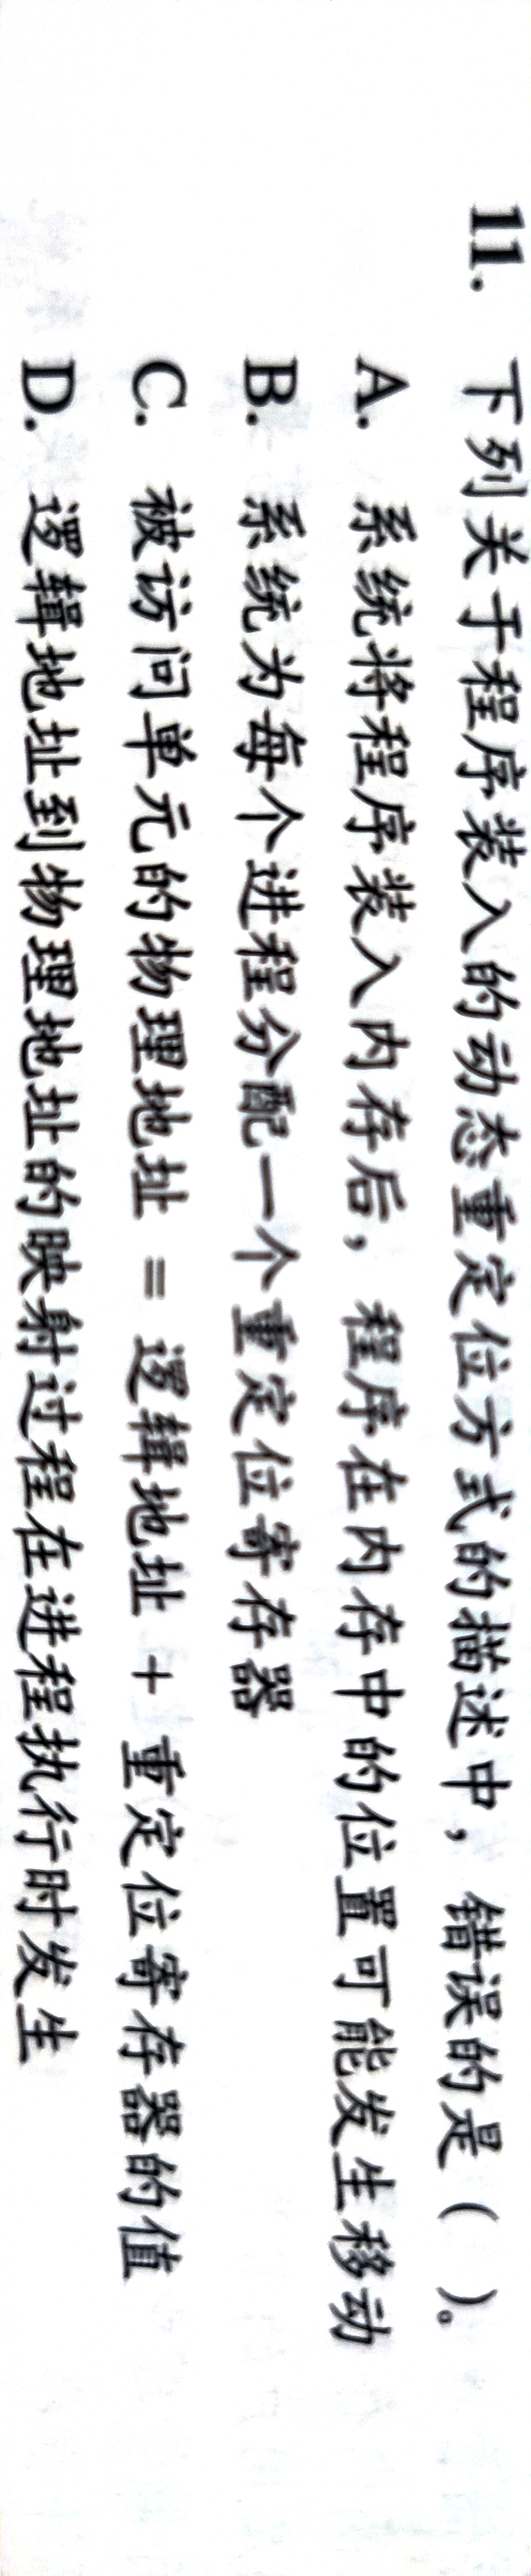 11. 下列关于程序装入的动态重定位方式的描述中，错误的是（ ）。
A. 系统将程序装入内存后，程序在内存中的位置可能发生移动
B. 系统为每个进程分配一个重定位寄存器
C. 被访问单元的物理地址 = 逻辑地址 + 重定位寄存器的值
D. 逻辑地址到物理地址的映射过程在进程执行时发生